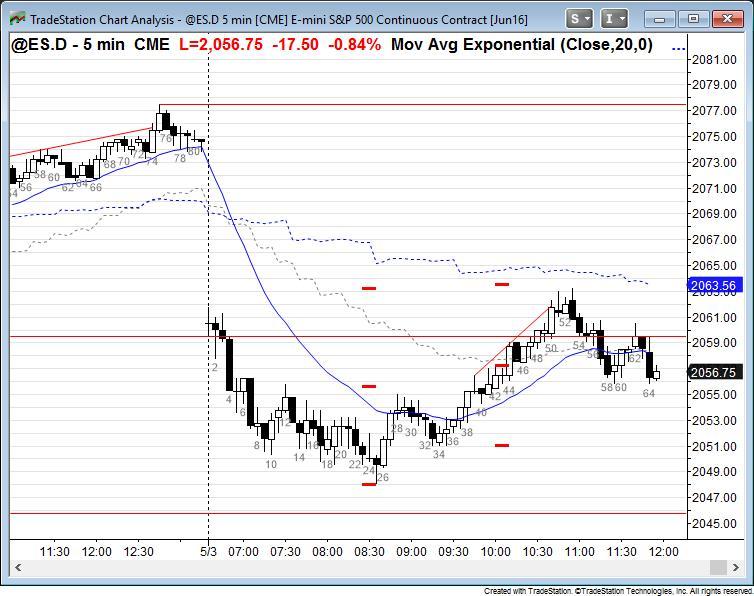 TradeStation Chart Analysis - @ES.D 5 min [CME] E-mini S&P 500 Continuous Contract [Jun16]
S I
@ES.D - 5 min CME L=2,056.75 -17.50 -0.84% Mov Avg Exponential (Close,20,0) ...
2081.00
2079.00
2077.00
2075.00
2073.00
2071.00
2069.00
2067.00
2065.00
2063.56
2061.00
2059.00
2056.75
2055.00
2053.00
2051.00
2049.00
2047.00
2045.00
56 58 60 62 64 66 68 70 72 74 76 78 80
2 4 6 8 10 12 14 16 18 20 22 24 26 28 30 32 34 36 38 40 42 44 46 48 50 52 54 56 58 60 62 64
11:30 12:00 12:30 5/3 07:00 07:30 08:00 08:30 09:00 09:30 10:00 10:30 11:00 11:30 12:00
Created with TradeStation. ©TradeStation Technologies, Inc. All rights reserved.